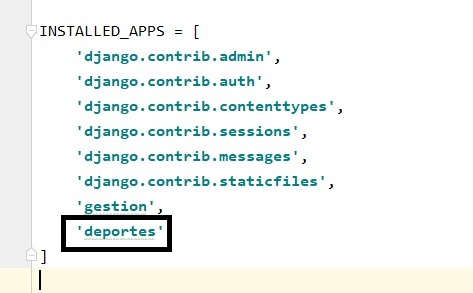 INSTALLED_APPS = [
'django.contrib.admin',
'django.contrib.auth',
'django.contrib.contenttypes',
'django.contrib.sessions',
'django.contrib.messages',
'django.contrib.staticfiles',
'gestion',
'deportes'
]